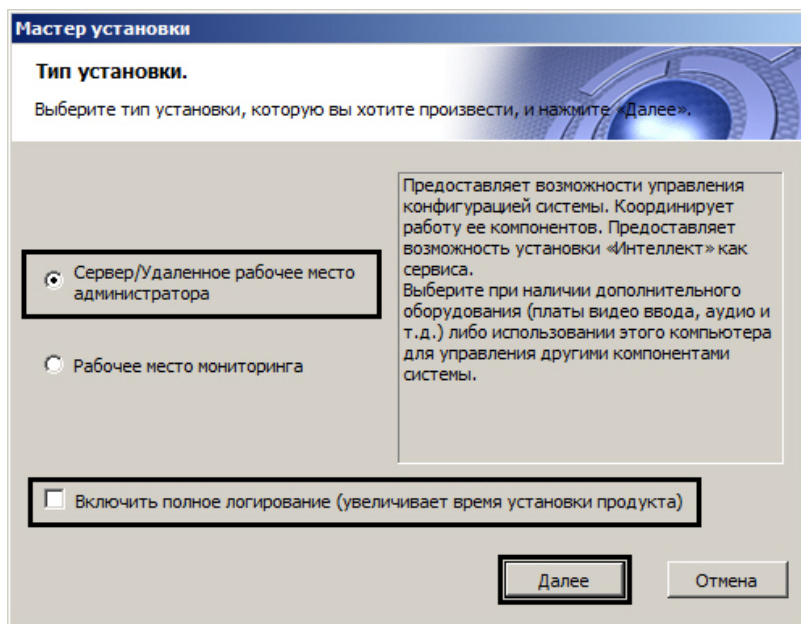 Мастер установки
Тип установки.
Выберите тип установки, которую вы хотите произвести, и нажмите «Далее».
Предоставляет возможности управления
конфигурацией системы. Координирует
работу ее компонентов. Предоставляет
возможность установки «Интеллект» как
сервиса.
Выберите при наличии дополнительного
оборудования (платы видео ввода, аудио и
т.д.) либо использовании этого компьютера
для управления другими компонентами
системы.
Сервер/Удаленное рабочее место
администратора
Рабочее место мониторинга
Включить полное логирование (увеличивает время установки продукта)
Далее
Отмена